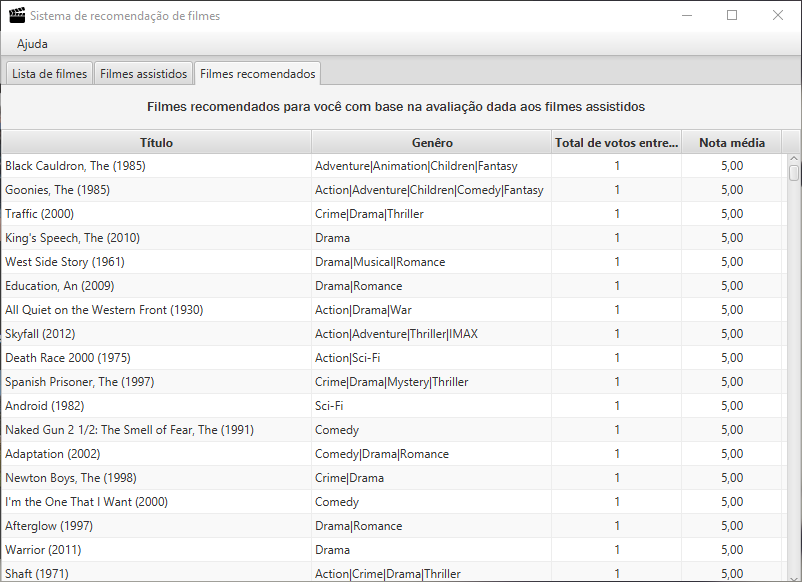 Sistema de recomendação de filmes
Ajuda
Lista de filmes Filmes assistidos Filmes recomendados
Filmes recomendados para você com base na avaliação dada aos filmes assistidos
Título Genêro Total de votos entre... Nota média
Black Cauldron, The (1985) Adventure|Animation|Children|Fantasy 1 5,00
Goonies, The (1985) Action|Adventure|Children|Comedy|Fantasy 1 5,00
Traffic (2000) Crime|Drama|Thriller 1 5,00
King's Speech, The (2010) Drama 1 5,00
West Side Story (1961) Drama|Musical|Romance 1 5,00
Education, An (2009) Drama|Romance 1 5,00
All Quiet on the Western Front (1930) Action|Drama|War 1 5,00
Skyfall (2012) Action|Adventure|Thriller|IMAX 1 5,00
Death Race 2000 (1975) Action|Sci-Fi 1 5,00
Spanish Prisoner, The (1997) Crime|Drama|Mystery|Thriller 1 5,00
Android (1982) Sci-Fi 1 5,00
Naked Gun 2 1/2: The Smell of Fear, The (1991) Comedy 1 5,00
Adaptation (2002) Comedy|Drama|Romance 1 5,00
Newton Boys, The (1998) Crime|Drama 1 5,00
I'm the One That I Want (2000) Comedy 1 5,00
Afterglow (1997) Drama|Romance 1 5,00
Warrior (2011) Drama 1 5,00
Shaft (1971) Action|Crime|Drama|Thriller 1 5,00